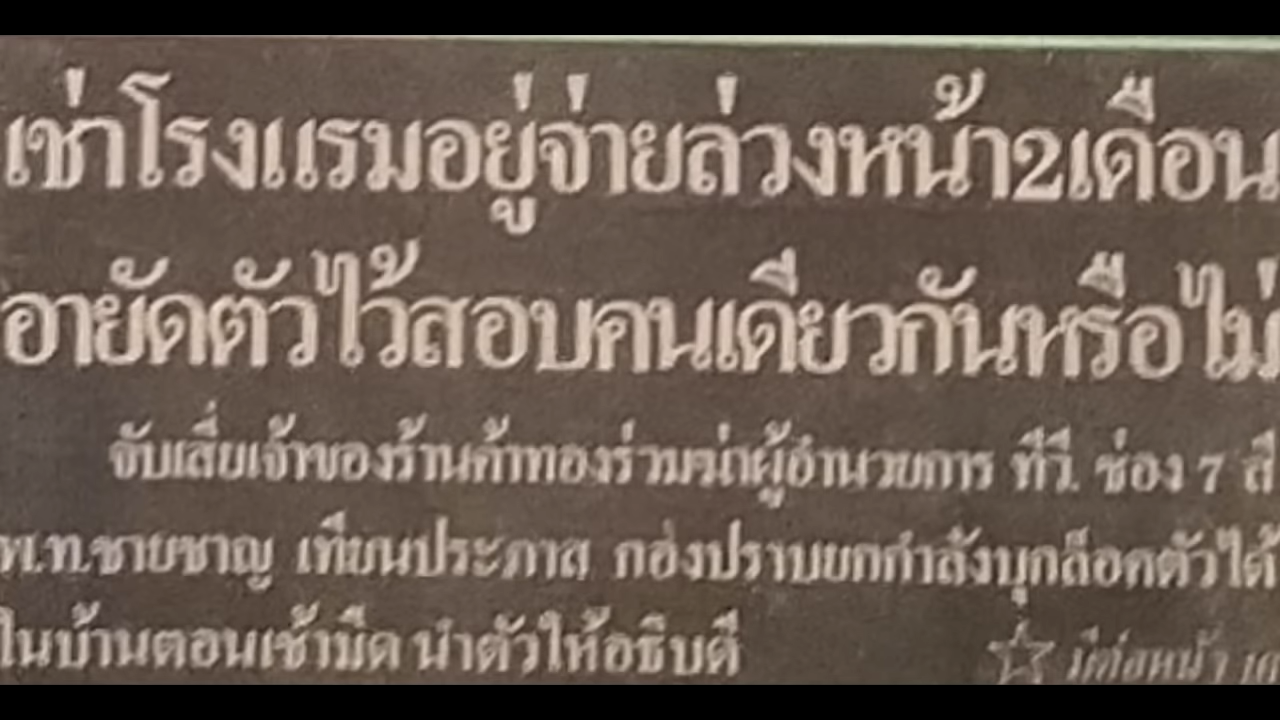 เช่าโรงแรมอยู่จ่ายล่วงหน้า2เดือน
อายัดตัวไว้สอบคนเดียวกันหรือไม่
จับเสี่ยเจ้าของร้านค้าทองร่วมฆ่าผู้อำนวยการ ที.วี. ช่อง 7 สี
พ.ท.ชายชาญ เทียนประภาส กองปราบยกกำลังบุกล็อคตัวได้
ในบ้านตอนเช้ามืด นำตัวให้อธิบดี
☆ มีต่อหน้า